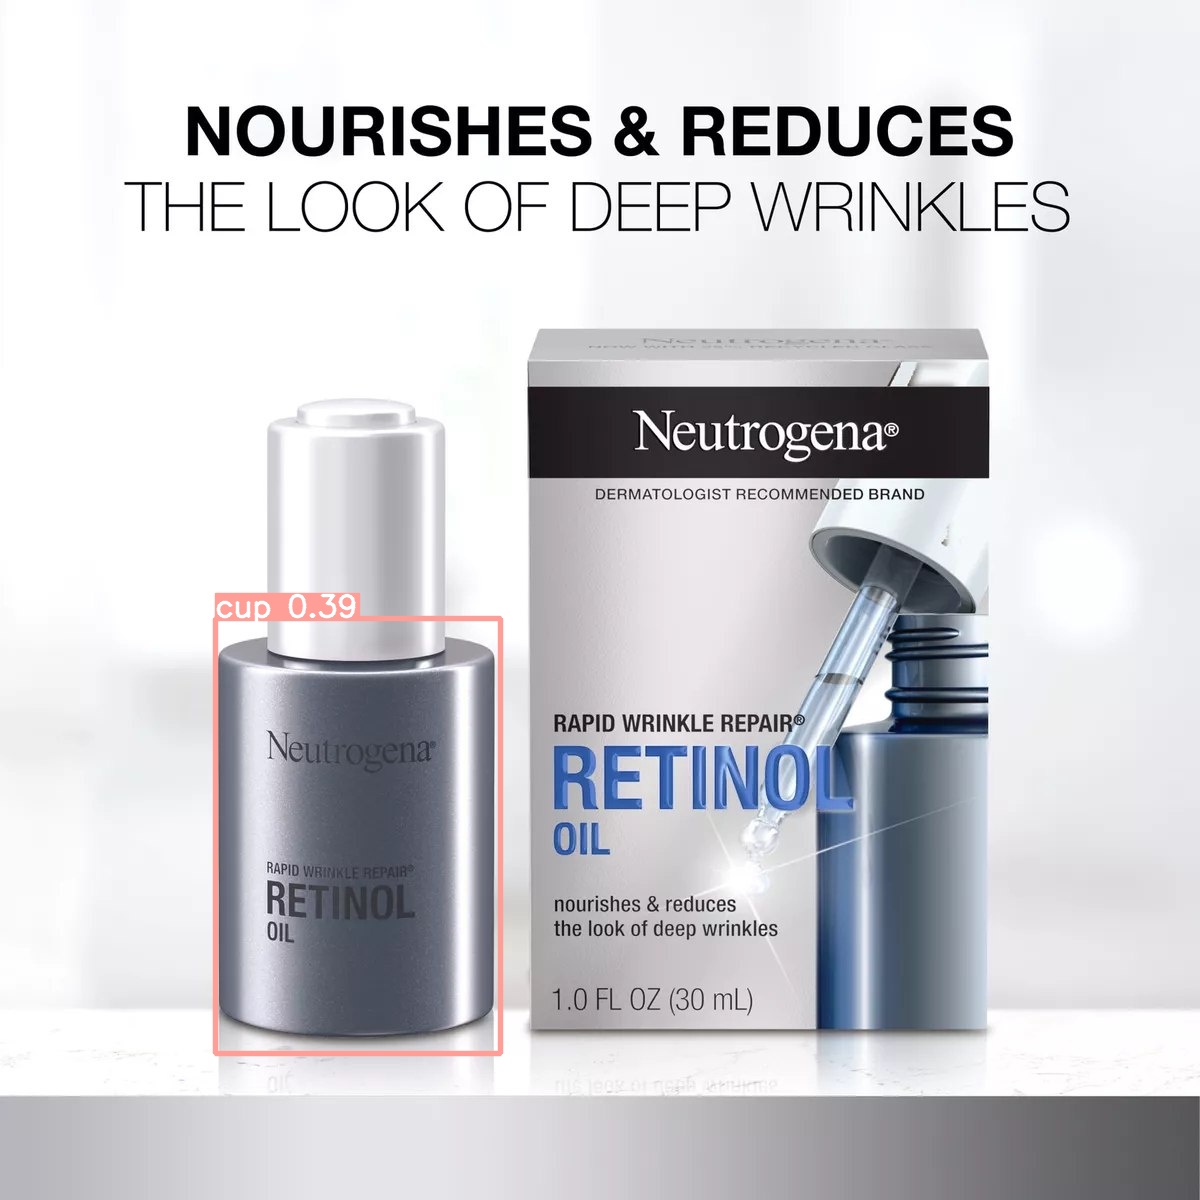 NOURISHES & REDUCES
THE LOOK OF DEEP WRINKLES
Neutrogena
Neutrogena®
DERMATOLOGIST RECOMMENDED BRAND
cup 0.39
Neutrogena®
RAPID WRINKLE REPAIR®
RETINOL
OIL
RAPID WRINKLE REPAIR®
RETINOL
OIL
nourishes & reduces
the look of deep wrinkles
1.0 FL OZ (30 mL)